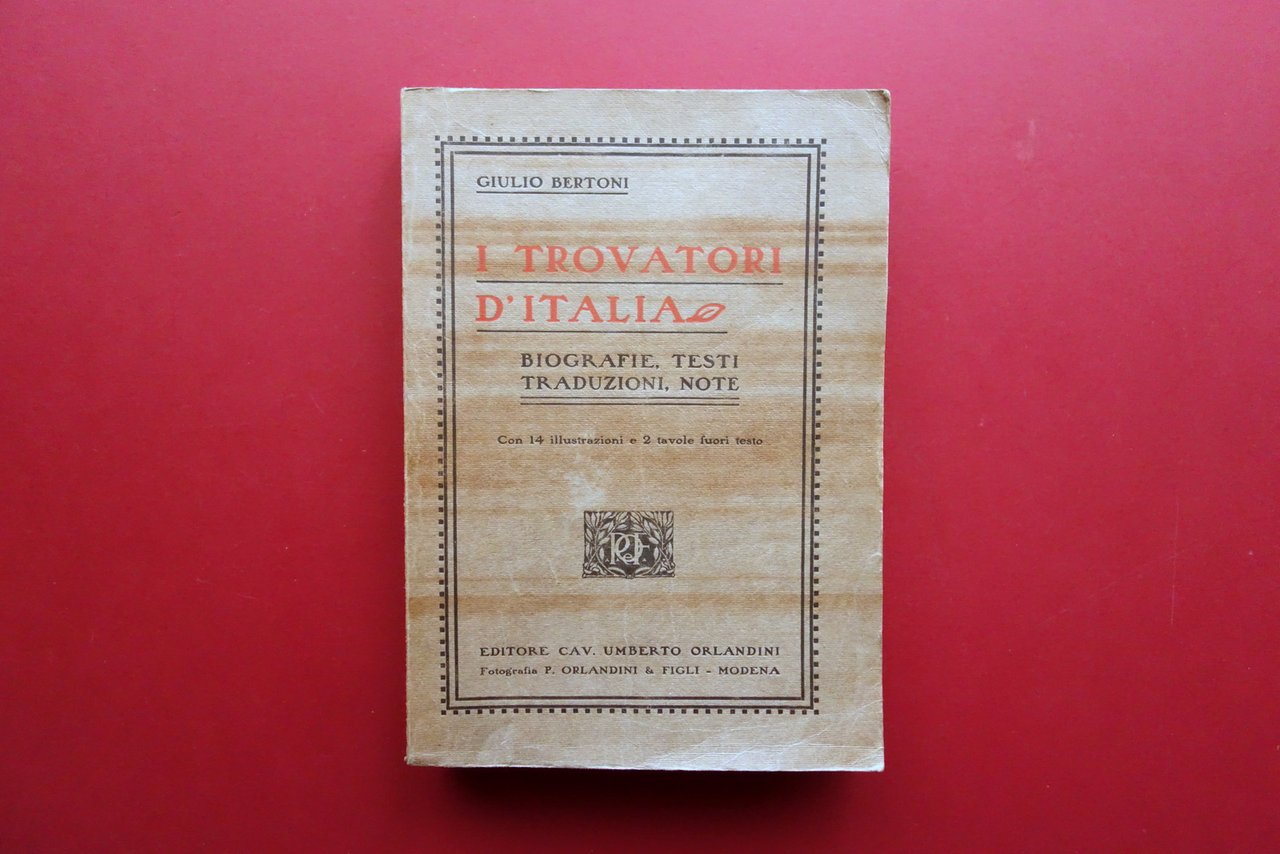 GIULIO BERTONI
I TROVATORI
D'ITALIA
BIOGRAFIE, TESTI
TRADUZIONI, NOTE
Con 14 illustrazioni e 2 tavole fuori testo
EDITORE CAV. UMBERTO ORLANDINI
Fotografia P. ORLANDINI & FIGLI - MODENA